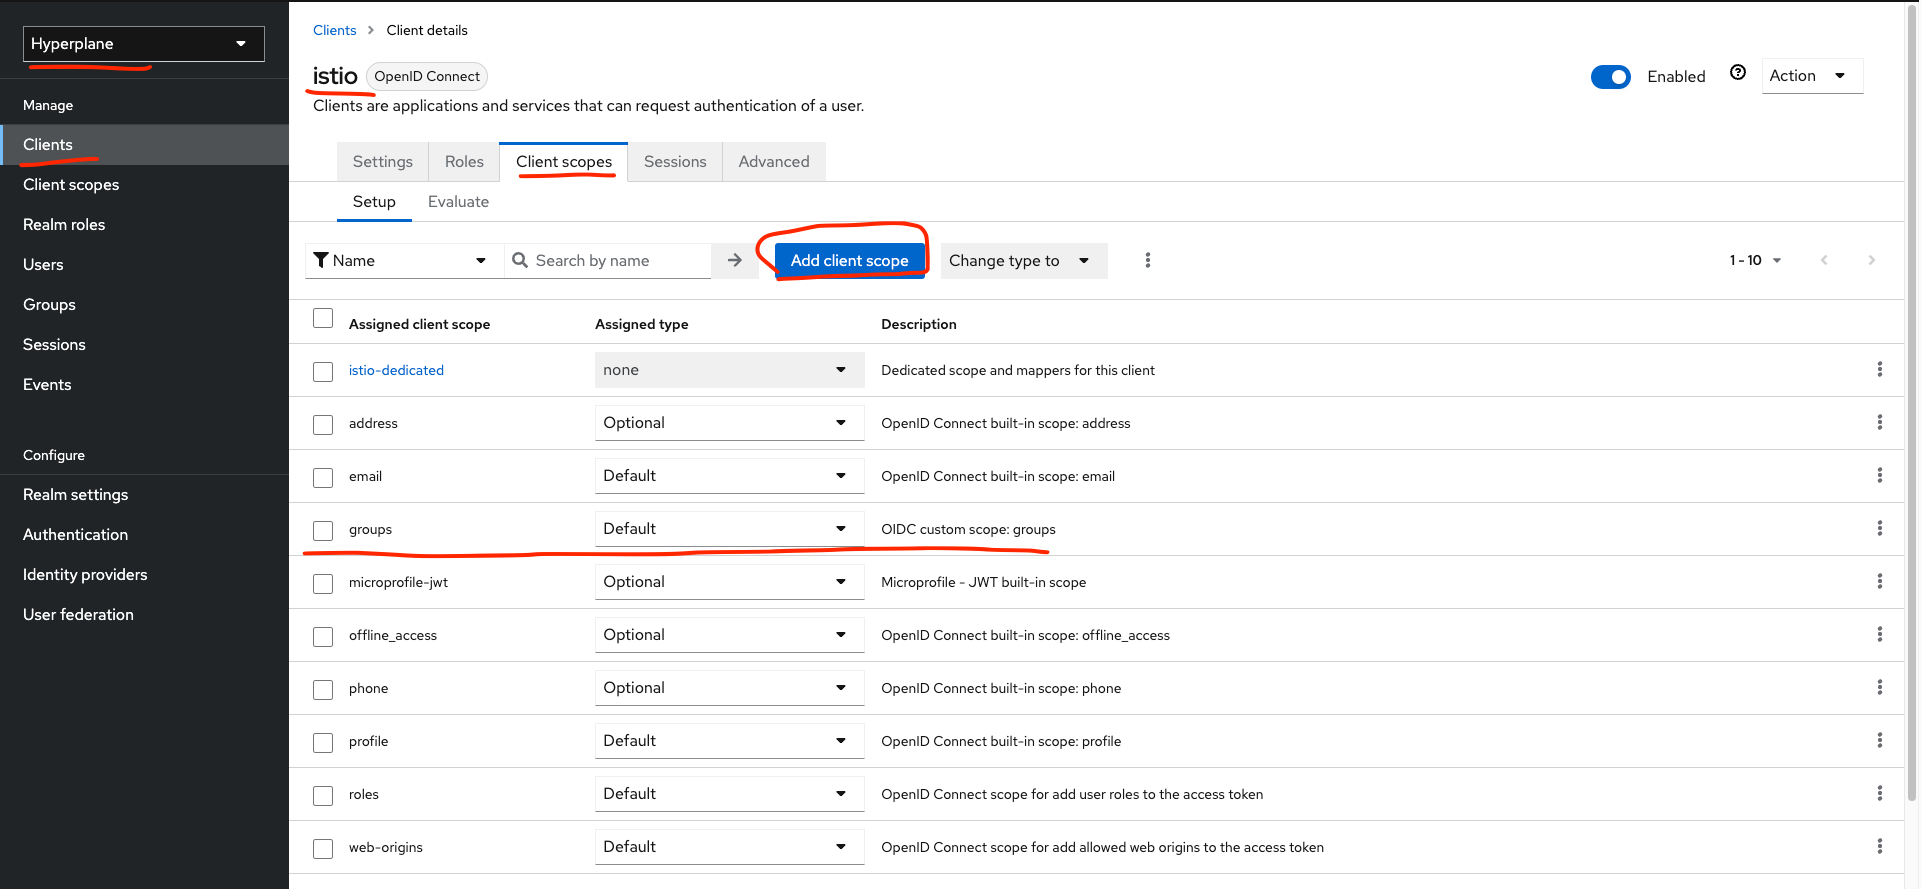 Hyperplane
Manage
Clients
Client scopes
Realm roles
Users
Groups
Sessions
Events
Configure
Realm settings
Authentication
Identity providers
User federation
Clients > Client details
istio OpenID Connect
Enabled Action
Clients are applications and services that can request authentication of a user.
Settings Roles Client scopes Sessions Advanced
Setup Evaluate
Name Search by name Add client scope Change type to 1 - 10
Assigned client scope Assigned type Description
istio-dedicated none Dedicated scope and mappers for this client
address Optional OpenID Connect built-in scope: address
email Default OpenID Connect built-in scope: email
groups Default OIDC custom scope: groups
microprofile-jwt Optional Microprofile - JWT built-in scope
offline_access Optional OpenID Connect built-in scope: offline_access
phone Optional OpenID Connect built-in scope: phone
profile Default OpenID Connect built-in scope: profile
roles Default OpenID Connect scope for add user roles to the access token
web-origins Default OpenID Connect scope for add allowed web origins to the access token